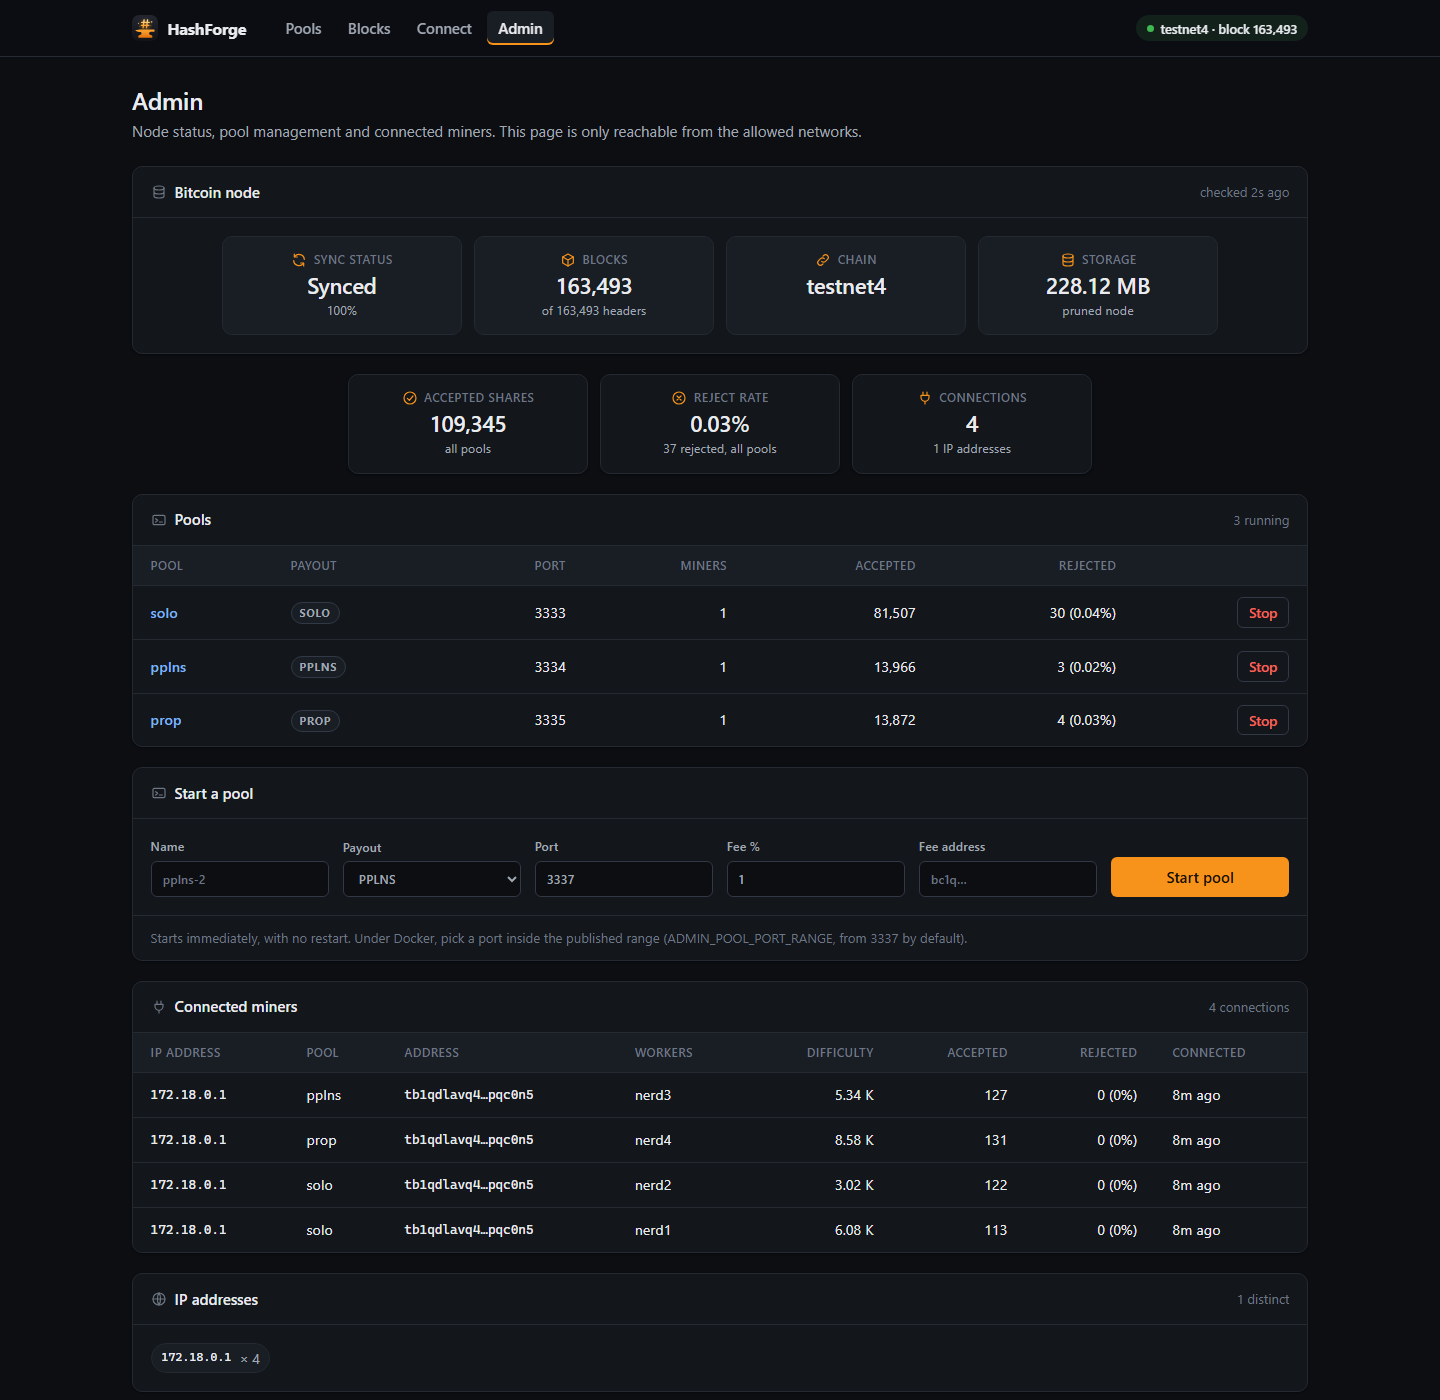 HashForge Pools Blocks Connect Admin testnet4 · block 163,493
Admin
Node status, pool management and connected miners. This page is only reachable from the allowed networks.
Bitcoin node checked 2s ago
SYNC STATUS BLOCKS CHAIN STORAGE
Synced 163,493 testnet4 228.12 MB
100% of 163,493 headers pruned node
ACCEPTED SHARES REJECT RATE CONNECTIONS
109,345 0.03% 4
all pools 37 rejected, all pools 1 IP addresses
Pools 3 running
POOL PAYOUT PORT MINERS ACCEPTED REJECTED
solo SOLO 3333 1 81,507 30 (0.04%) Stop
pplns PPLNS 3334 1 13,966 3 (0.02%) Stop
prop PROP 3335 1 13,872 4 (0.03%) Stop
Start a pool
Name Payout Port Fee % Fee address
pplns-2 PPLNS 3337 1 bc1q... Start pool
Starts immediately, with no restart. Under Docker, pick a port inside the published range (ADMIN_POOL_PORT_RANGE, from 3337 by default).
Connected miners 4 connections
IP ADDRESS POOL ADDRESS WORKERS DIFFICULTY ACCEPTED REJECTED CONNECTED
172.18.0.1 pplns tb1qdlavq4…pqc0n5 nerd3 5.34 K 127 0 (0%) 8m ago
172.18.0.1 prop tb1qdlavq4…pqc0n5 nerd4 8.58 K 131 0 (0%) 8m ago
172.18.0.1 solo tb1qdlavq4…pqc0n5 nerd2 3.02 K 122 0 (0%) 8m ago
172.18.0.1 solo tb1qdlavq4…pqc0n5 nerd1 6.08 K 113 0 (0%) 8m ago
IP addresses 1 distinct
172.18.0.1 × 4